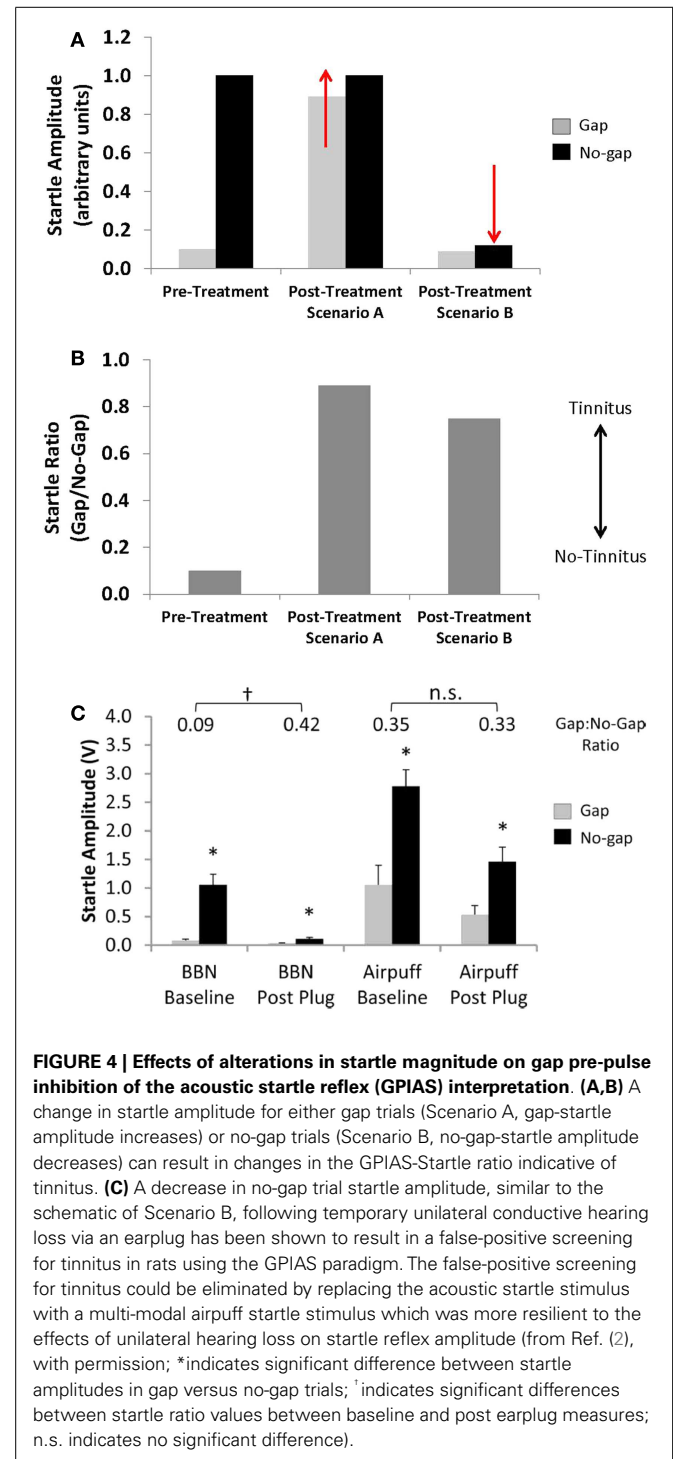 A
1.2
1.0
0.8
0.6
0.4
0.2
0.0
Startle Amplitude
(arbitrary units)
Gap
No-gap
Pre-Treatment
Post-Treatment
Scenario A
Post-Treatment
Scenario B
B
1.0
0.8
0.6
0.4
0.2
0.0
Startle Ratio
(Gap/No-Gap)
Tinnitus
No-Tinnitus
Pre-Treatment
Post-Treatment
Scenario A
Post-Treatment
Scenario B
C
† n.s.
0.09 0.42 0.35 0.33
Gap:No-Gap
Ratio
4.0
3.5
3.0
2.5
2.0
1.5
1.0
0.5
0.0
Startle Amplitude (V)
* * * *
Gap
No-gap
BBN
Baseline
BBN
Post Plug
Airpuff
Baseline
Airpuff
Post Plug
FIGURE 4 | Effects of alterations in startle magnitude on gap pre-pulse
inhibition of the acoustic startle reflex (GPIAS) interpretation. (A,B) A
change in startle amplitude for either gap trials (Scenario A, gap-startle
amplitude increases) or no-gap trials (Scenario B, no-gap-startle amplitude
decreases) can result in changes in the GPIAS-Startle ratio indicative of
tinnitus. (C) A decrease in no-gap trial startle amplitude, similar to the
schematic of Scenario B, following temporary unilateral conductive hearing
loss via an earplug has been shown to result in a false-positive screening
for tinnitus in rats using the GPIAS paradigm. The false-positive screening
for tinnitus could be eliminated by replacing the acoustic startle stimulus
with a multi-modal airpuff startle stimulus which was more resilient to the
effects of unilateral hearing loss on startle reflex amplitude (from Ref. (2),
with permission; *indicates significant difference between startle
amplitudes in gap versus no-gap trials; †indicates significant differences
between startle ratio values between baseline and post earplug measures;
n.s. indicates no significant difference).